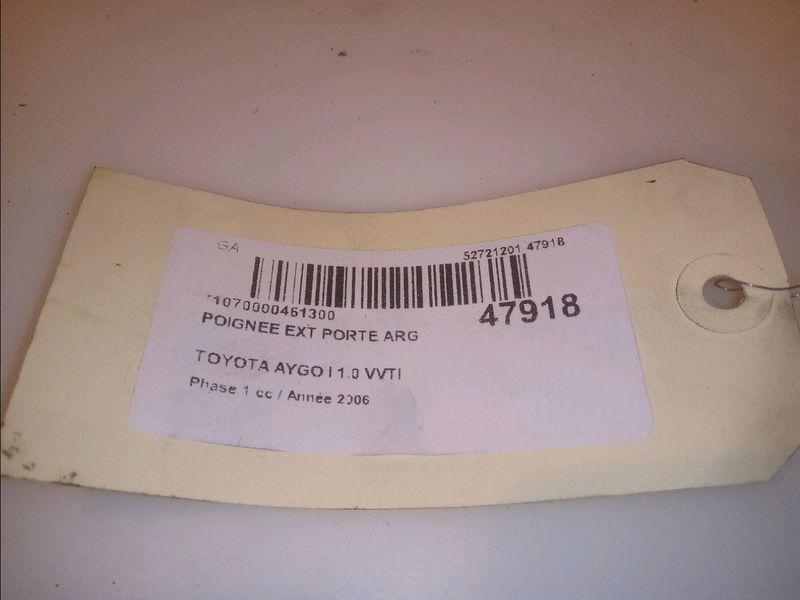 GA
52721201 47918
*1070000461300
47918
POIGNEE EXT PORTE ARG
TOYOTA AYGO I 1.0 VVTI
Phase 1 cc / Année 2006